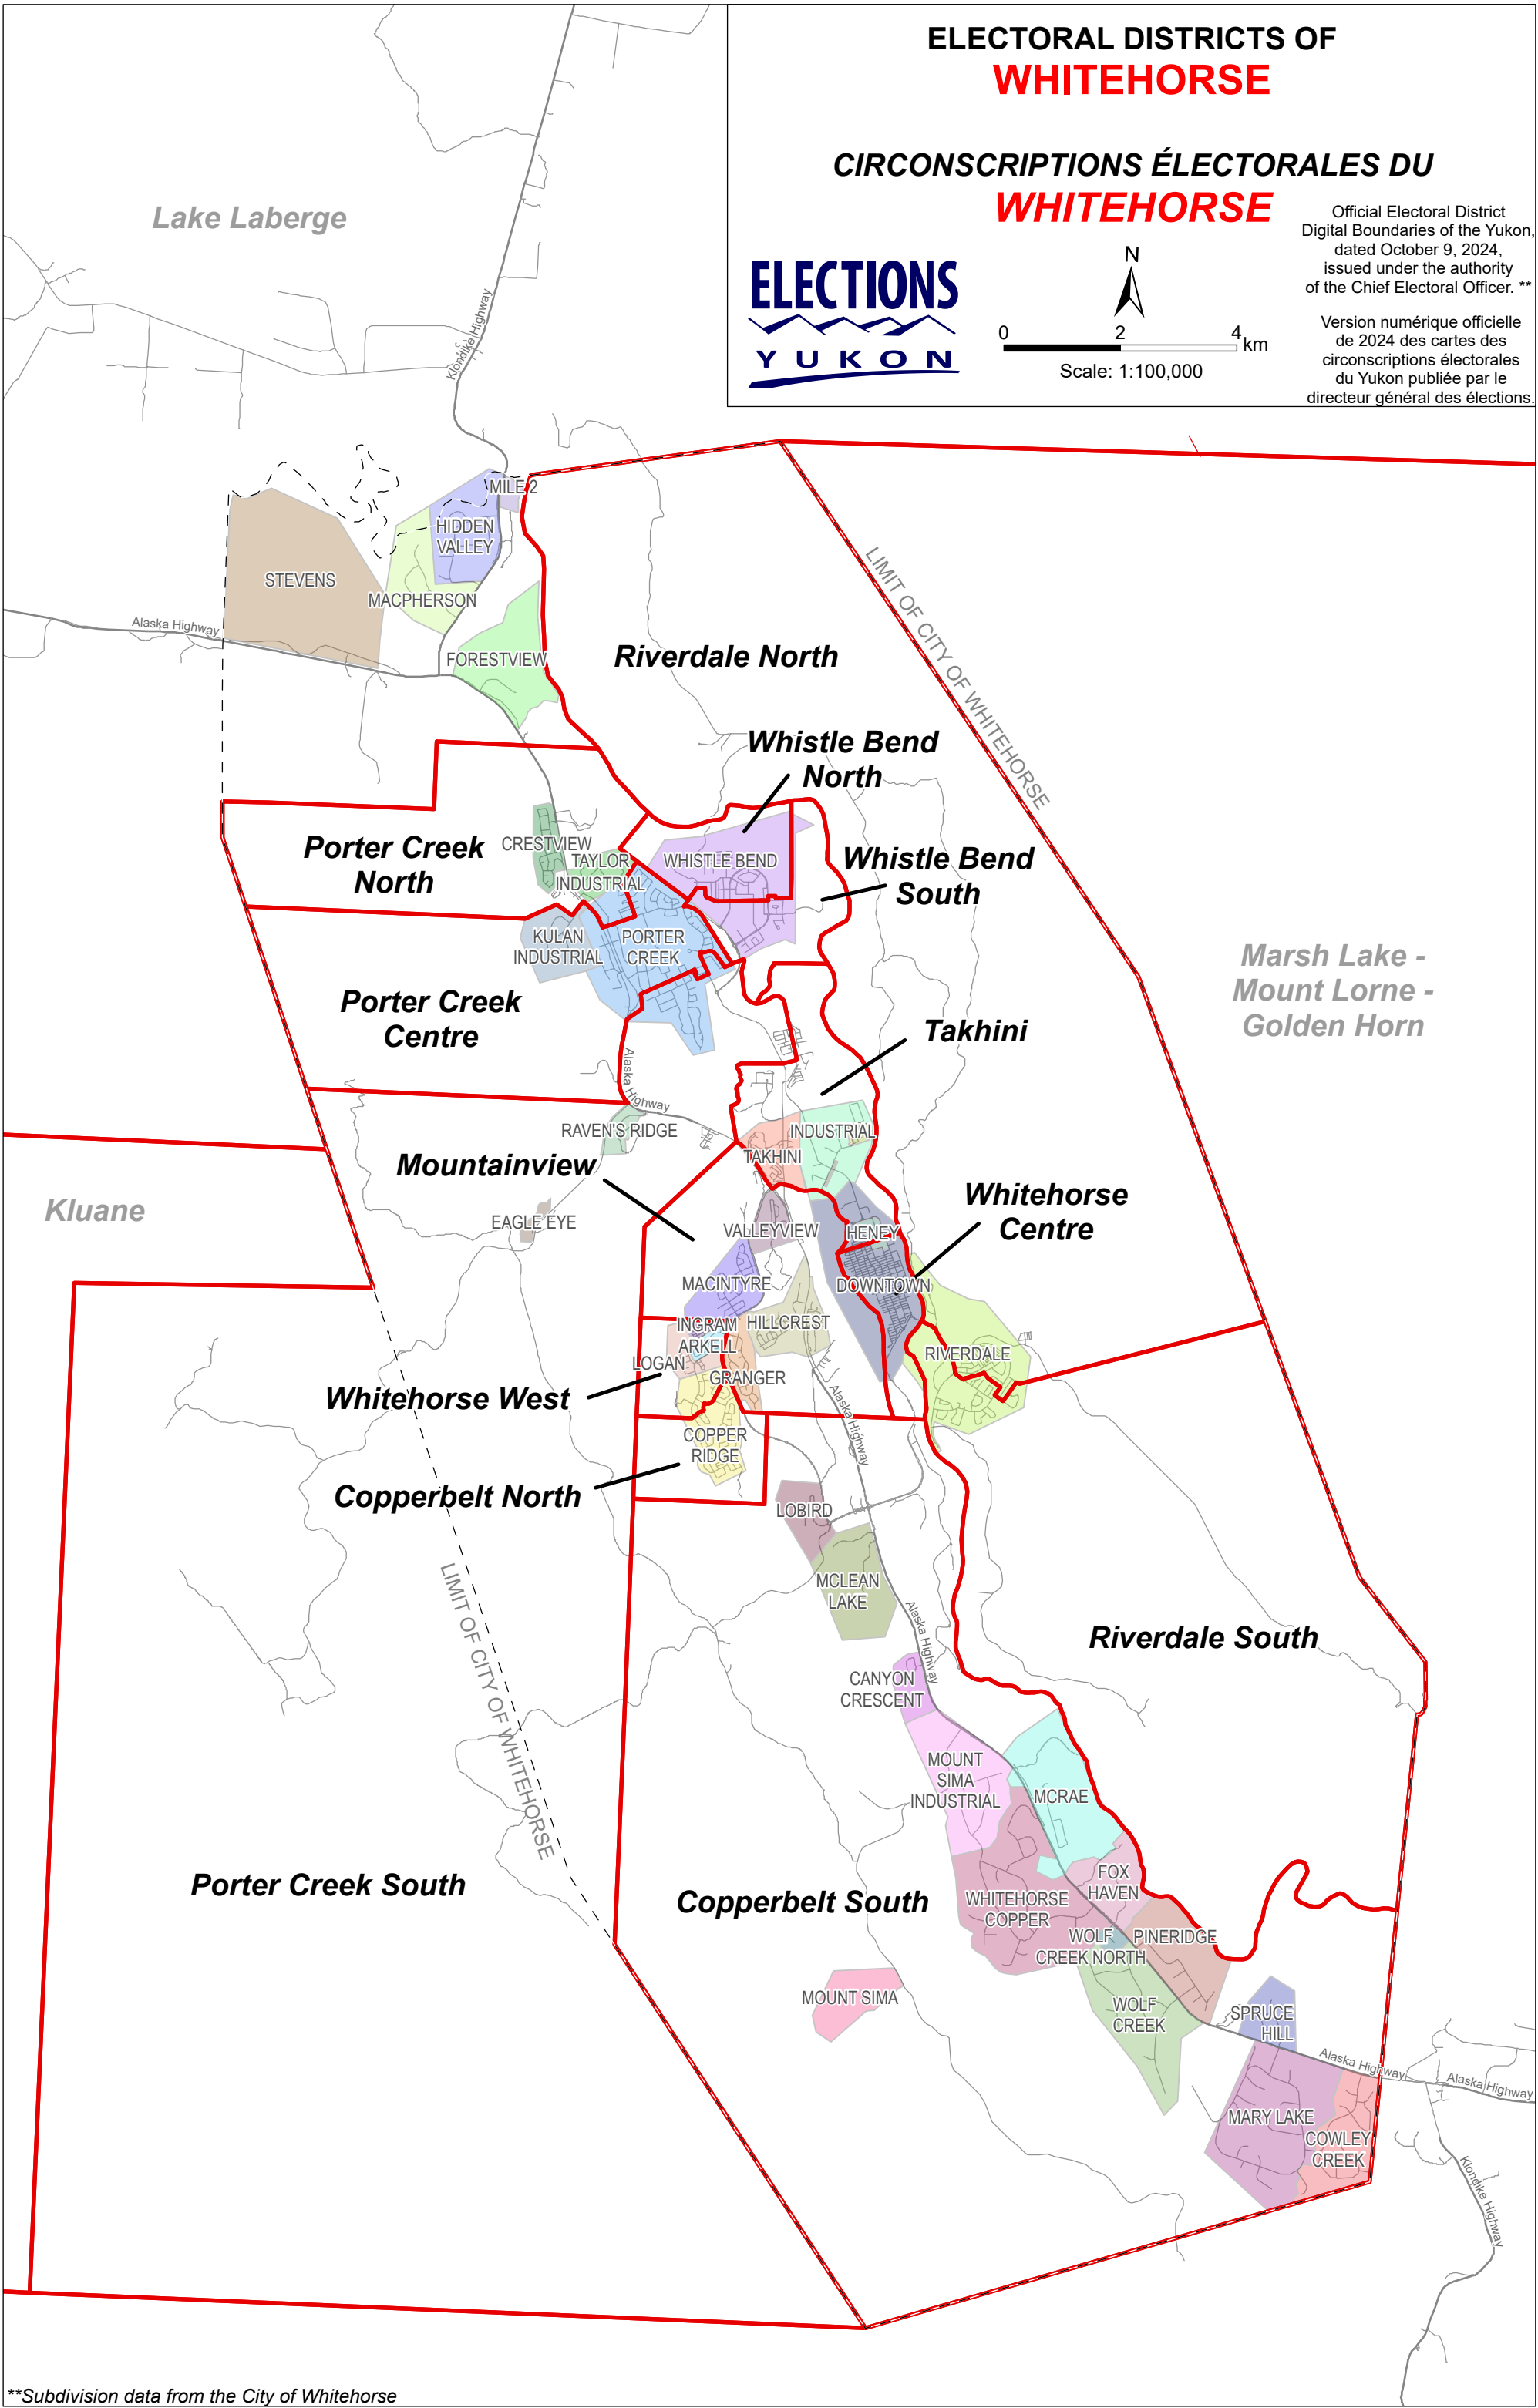 ELECTORAL DISTRICTS OF
WHITEHORSE
CIRCONSCRIPTIONS ÉLECTORALES DU
WHITEHORSE
Official Electoral District
Digital Boundaries of the Yukon,
dated October 9, 2024,
issued under the authority
of the Chief Electoral Officer. **
Version numérique officielle
de 2024 des cartes des
circonscriptions électorales
du Yukon publiée par le
directeur général des élections.
ELECTIONS
YUKON
N
0 2 4 km
Scale: 1:100,000
Lake Laberge
Klondike Highway
MILE 2
HIDDEN
VALLEY
STEVENS
MACPHERSON
Alaska Highway
FORESTVIEW
Riverdale North
LIMIT OF CITY OF WHITEHORSE
Whistle Bend
North
Porter Creek
North
CRESTVIEW
TAYLOR
INDUSTRIAL
WHISTLE BEND
Whistle Bend
South
KULAN
INDUSTRIAL
PORTER
CREEK
Marsh Lake -
Mount Lorne -
Golden Horn
Porter Creek
Centre
Takhini
Alaska Highway
RAVEN'S RIDGE
INDUSTRIAL
TAKHINI
Mountainview
Kluane
EAGLE EYE
VALLEYVIEW
HENEY
Whitehorse
Centre
MACINTYRE
DOWNTOWN
INGRAM
ARKELL
HILLCREST
LOGAN
GRANGER
RIVERDALE
Whitehorse West
Alaska Highway
COPPER
RIDGE
Copperbelt North
LOBIRD
MCLEAN
LAKE
LIMIT OF CITY OF WHITEHORSE
Alaska Highway
Riverdale South
CANYON
CRESCENT
MOUNT
SIMA
INDUSTRIAL
MCRAE
Porter Creek South
Copperbelt South
FOX
HAVEN
WHITEHORSE
COPPER
WOLF
CREEK NORTH
PINERIDGE
MOUNT SIMA
WOLF
CREEK
SPRUCE
HILL
Alaska Highway
Alaska Highway
MARY LAKE
COWLEY
CREEK
Klondike Highway
**Subdivision data from the City of Whitehorse